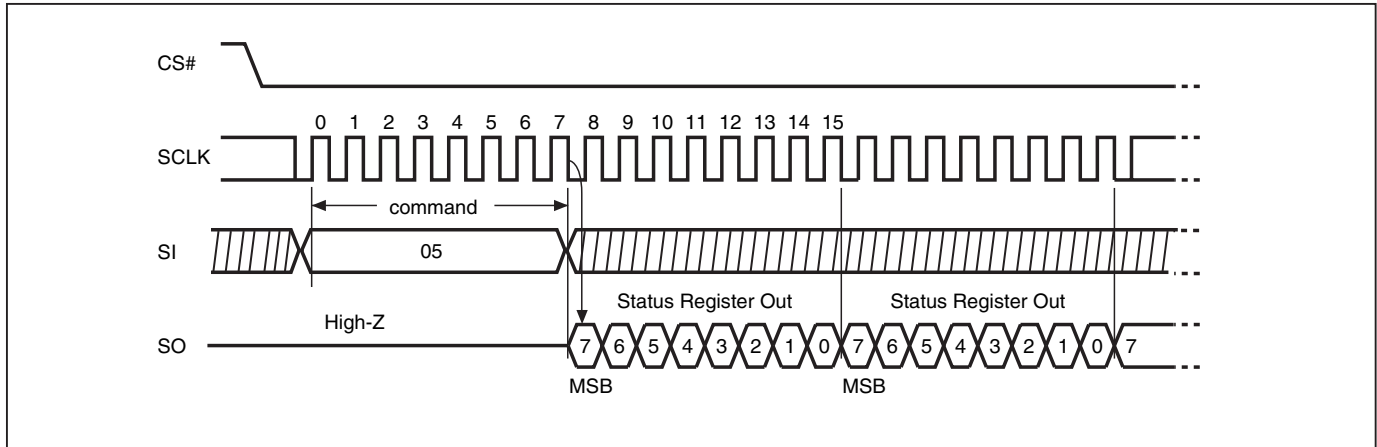 CS#
0 1 2 3 4 5 6 7 8 9 10 11 12 13 14 15
SCLK
command
SI
05
Status Register Out Status Register Out
High-Z
SO
7 6 5 4 3 2 1 0 7 6 5 4 3 2 1 0 7
MSB MSB